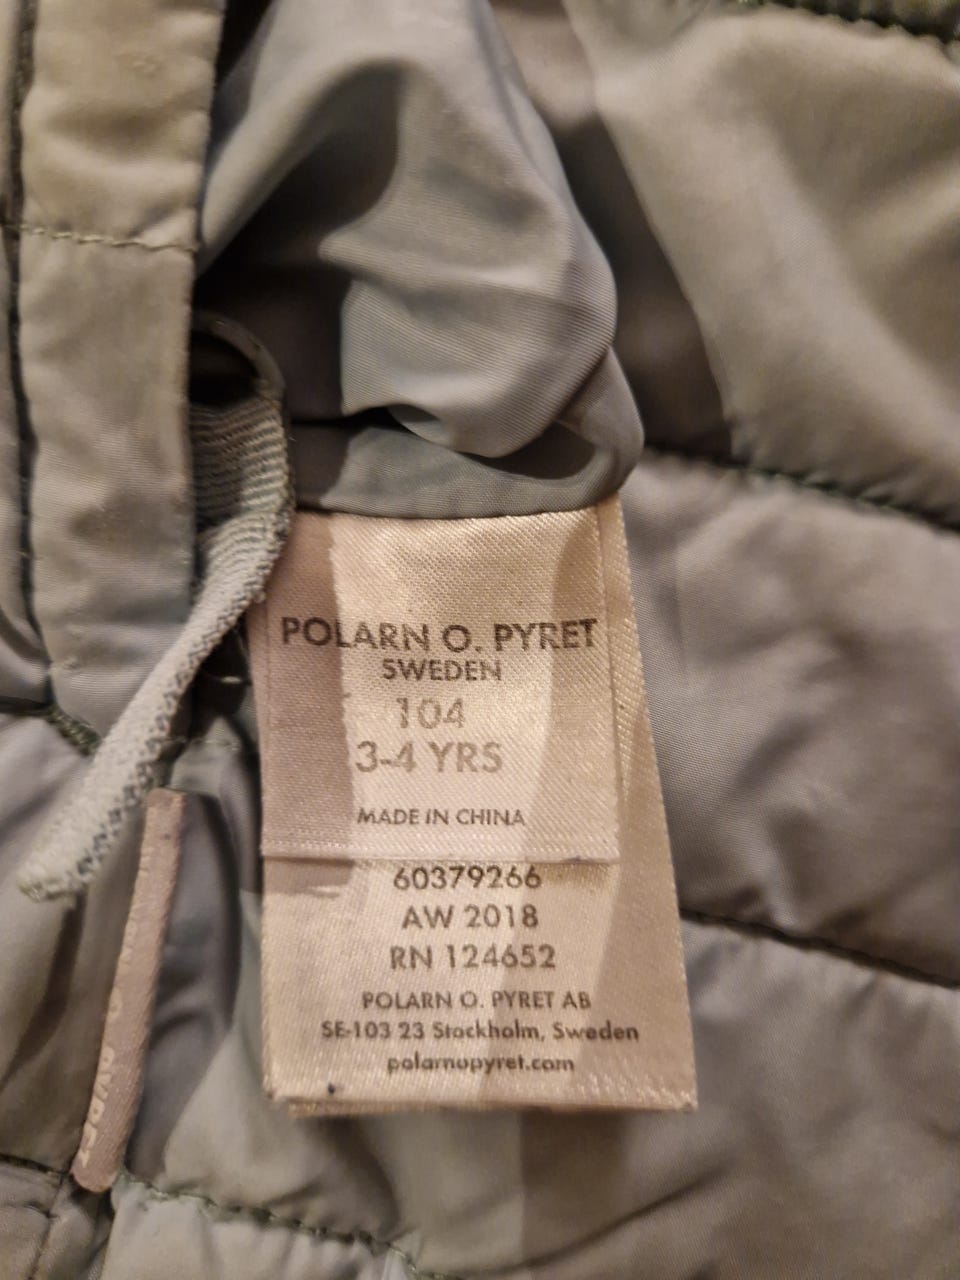 POLARN O. PYRET
SWEDEN
104
3-4 YRS
MADE IN CHINA
60379266
AW 2018
RN 124652
POLARN O. PYRET AB
SE-103 23 Stockholm, Sweden
polarnopyret.com